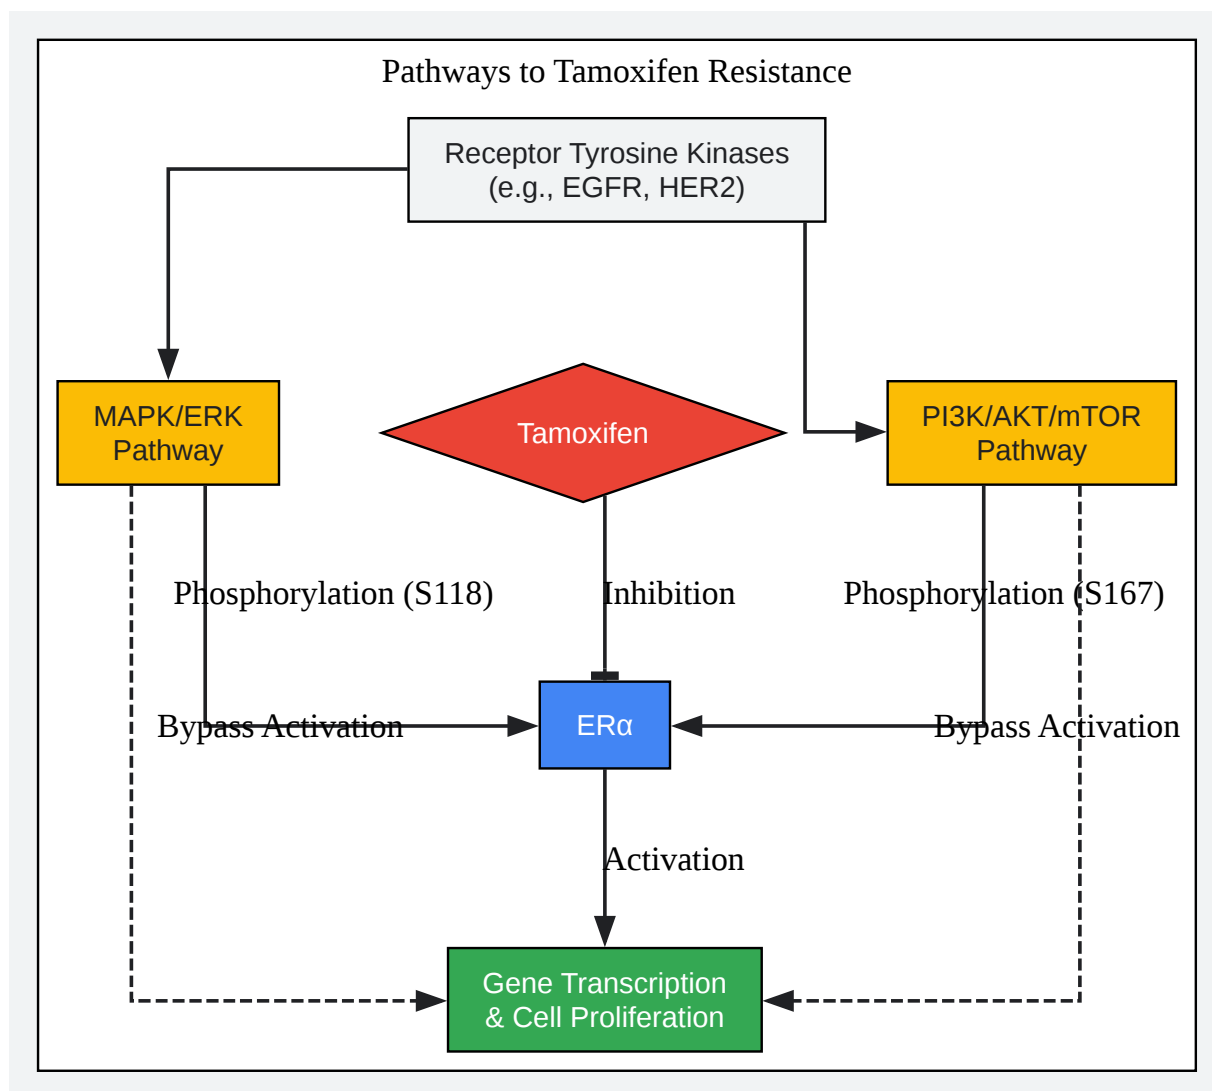 Pathways to Tamoxifen Resistance
Receptor Tyrosine Kinases
(e.g., EGFR, HER2)
MAPK/ERK
Pathway
Tamoxifen
PI3K/AKT/mTOR
Pathway
Phosphorylation (S118)
Inhibition
Phosphorylation (S167)
Bypass Activation
ERα
Bypass Activation
Activation
Gene Transcription
& Cell Proliferation